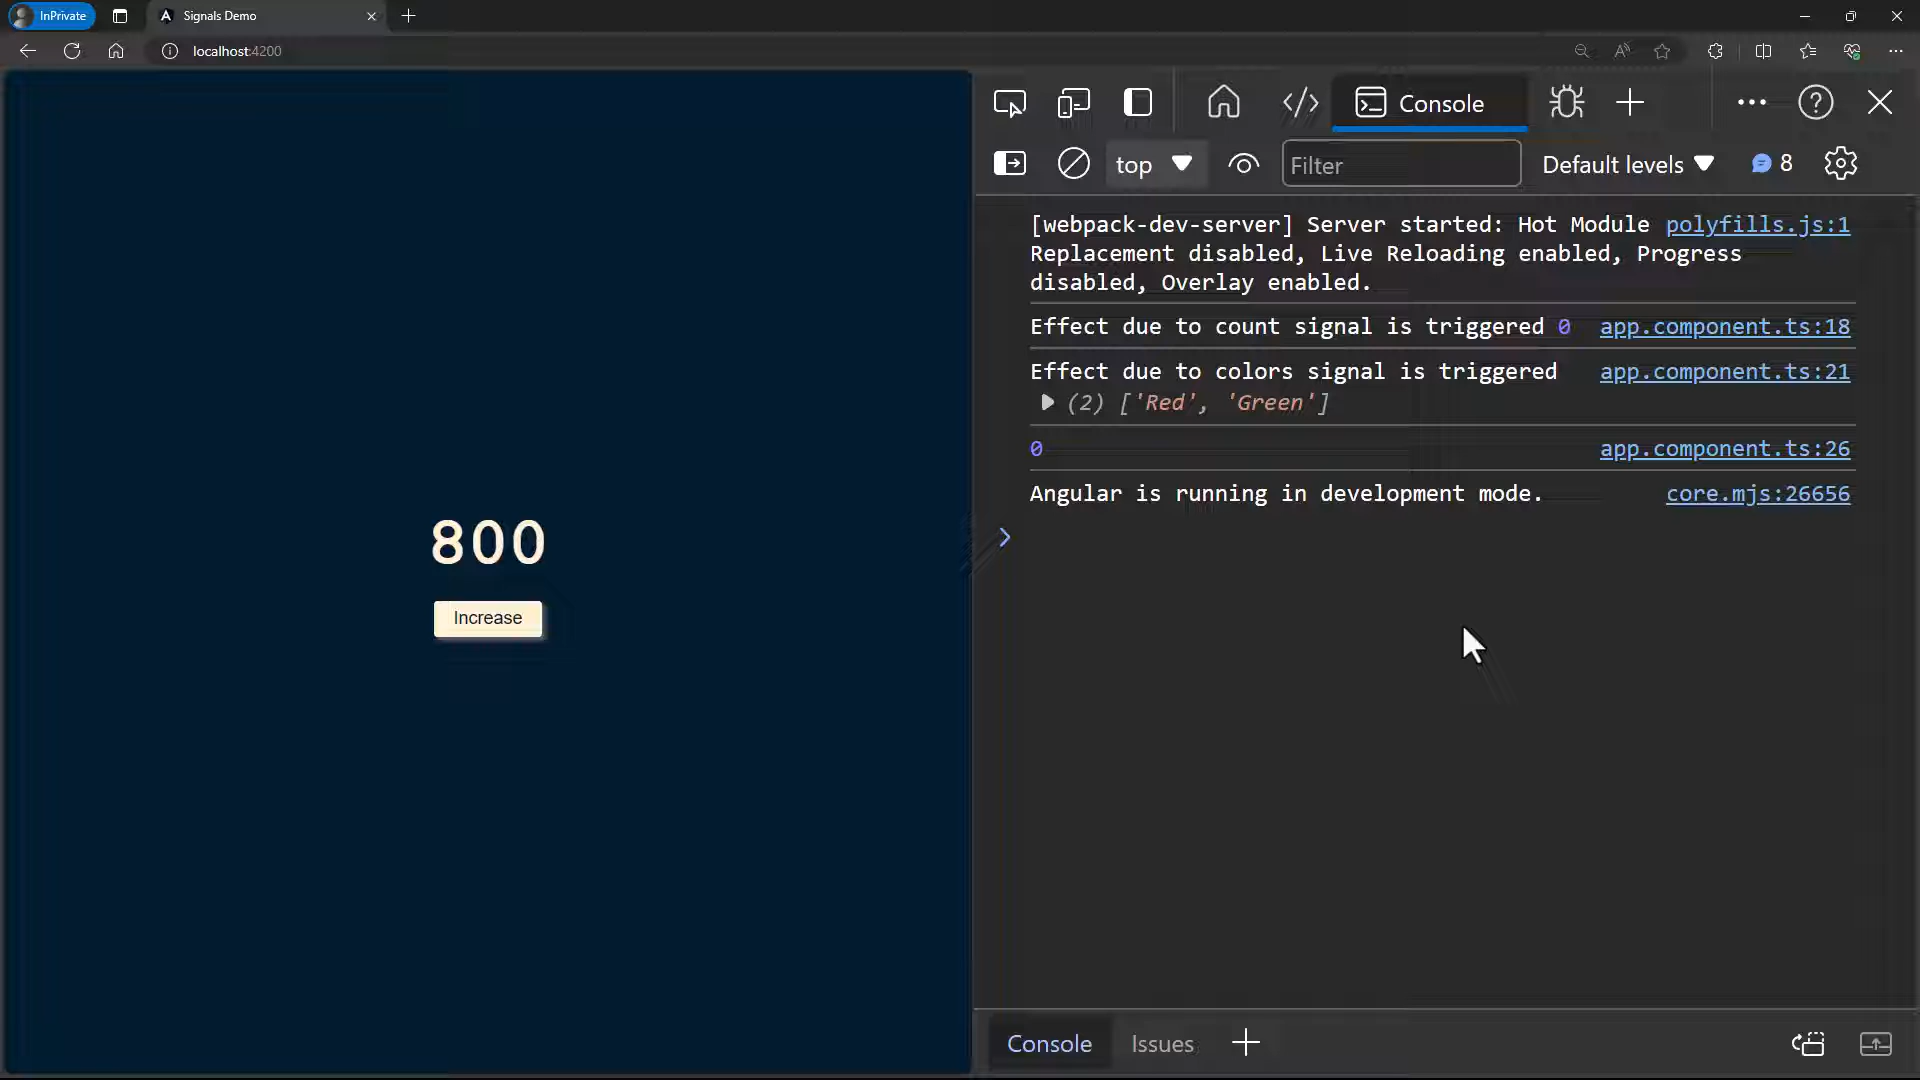 InPrivate
Signals Demo
localhost:4200
Console
top
Filter
Default levels
8
[webpack-dev-server] Server started: Hot Module polyfills.js:1
Replacement disabled, Live Reloading enabled, Progress
disabled, Overlay enabled.
Effect due to count signal is triggered 0 app.component.ts:18
Effect due to colors signal is triggered app.component.ts:21
(2) ['Red', 'Green']
0 app.component.ts:26
Angular is running in development mode. core.mjs:26656
800
Increase
Console
Issues